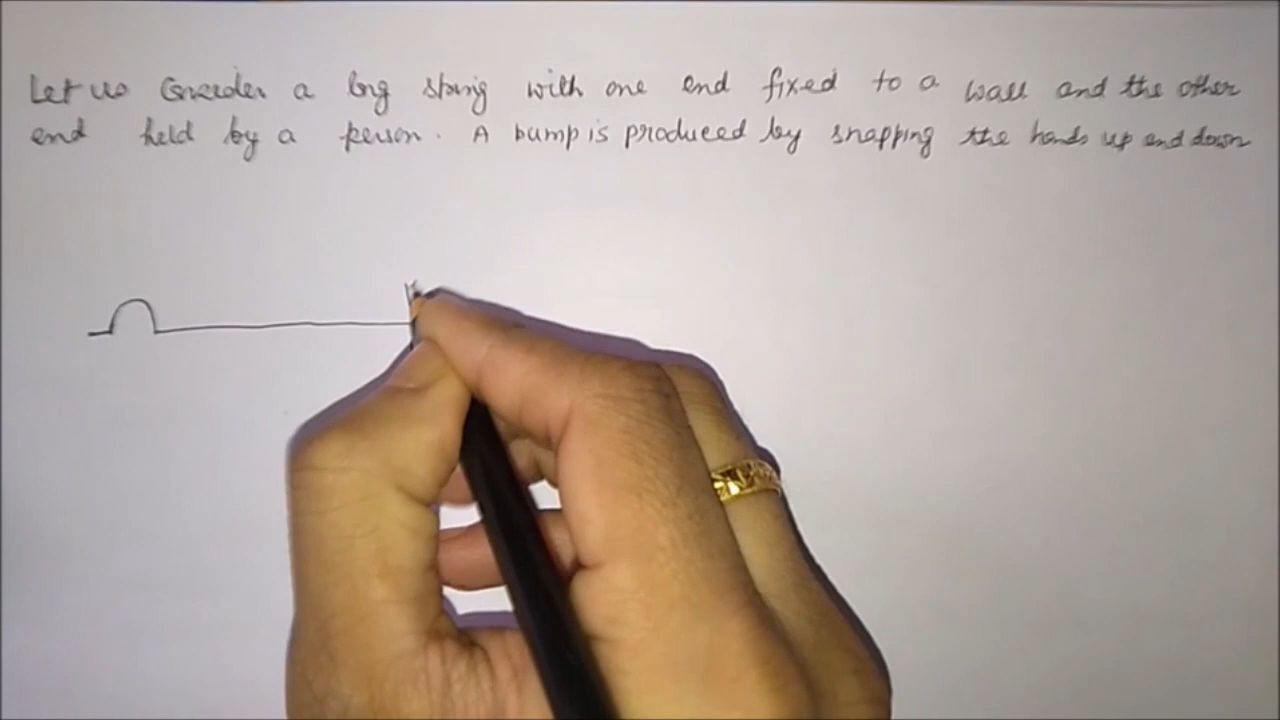 Let us Consider a long string with one end fixed to a wall and the other
end held by a person. A bump is produced by snapping the hands up and down